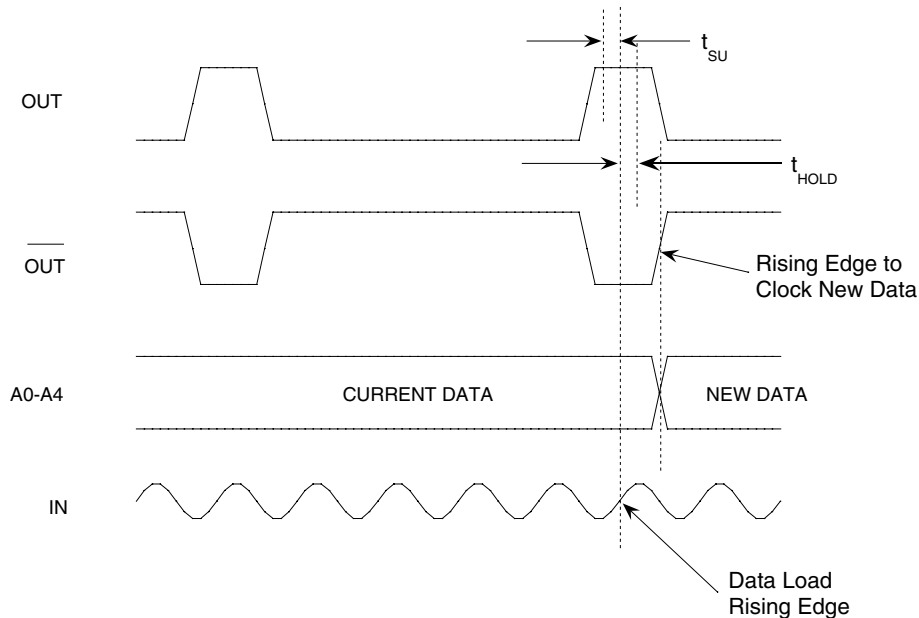 t_SU
OUT
t_HOLD
OUT
Rising Edge to
Clock New Data
A0-A4
CURRENT DATA
NEW DATA
IN
Data Load
Rising Edge